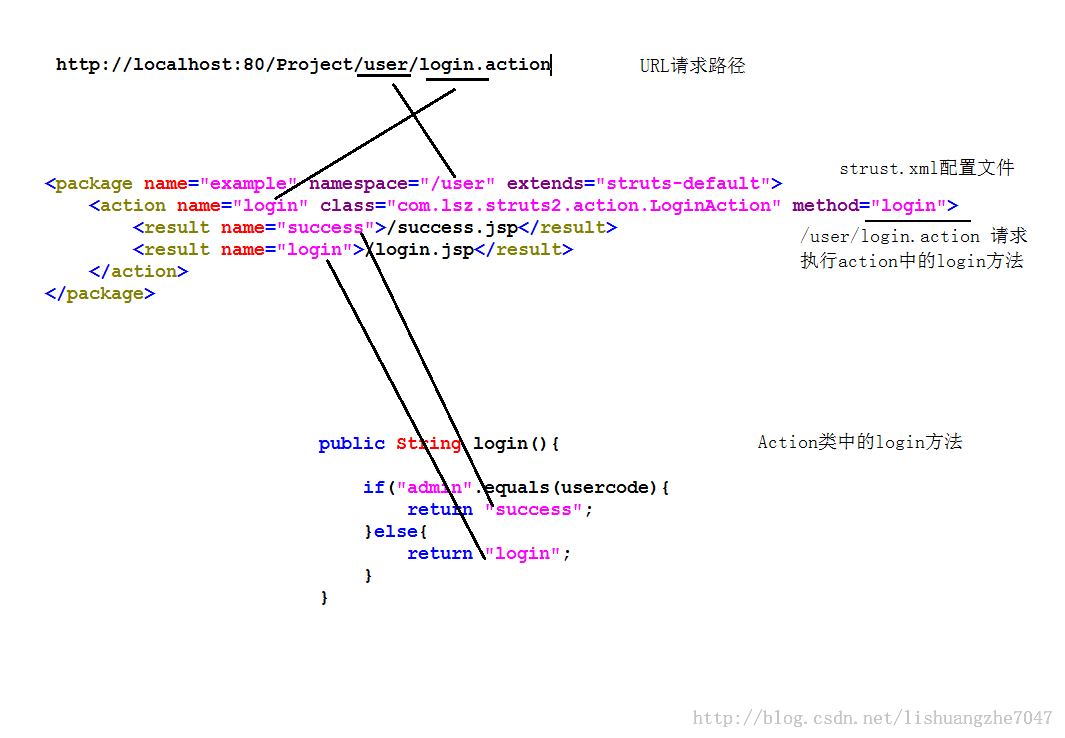 http://localhost:80/Project/user/login.action
URL请求路径
strust.xml配置文件
<package name="example" namespace="/user" extends="struts-default">
<action name="login" class="com.lsz.struts2.action.LoginAction" method="login">
<result name="success">/success.jsp</result>
<result name="login">/login.jsp</result>
</action>
</package>
/user/login.action 请求
执行action中的login方法
public String login(){
Action类中的login方法
if("admin".equals(usercode){
return "success";
}else{
return "login";
}
}
http://blog.csdn.net/lishuangzhe7047